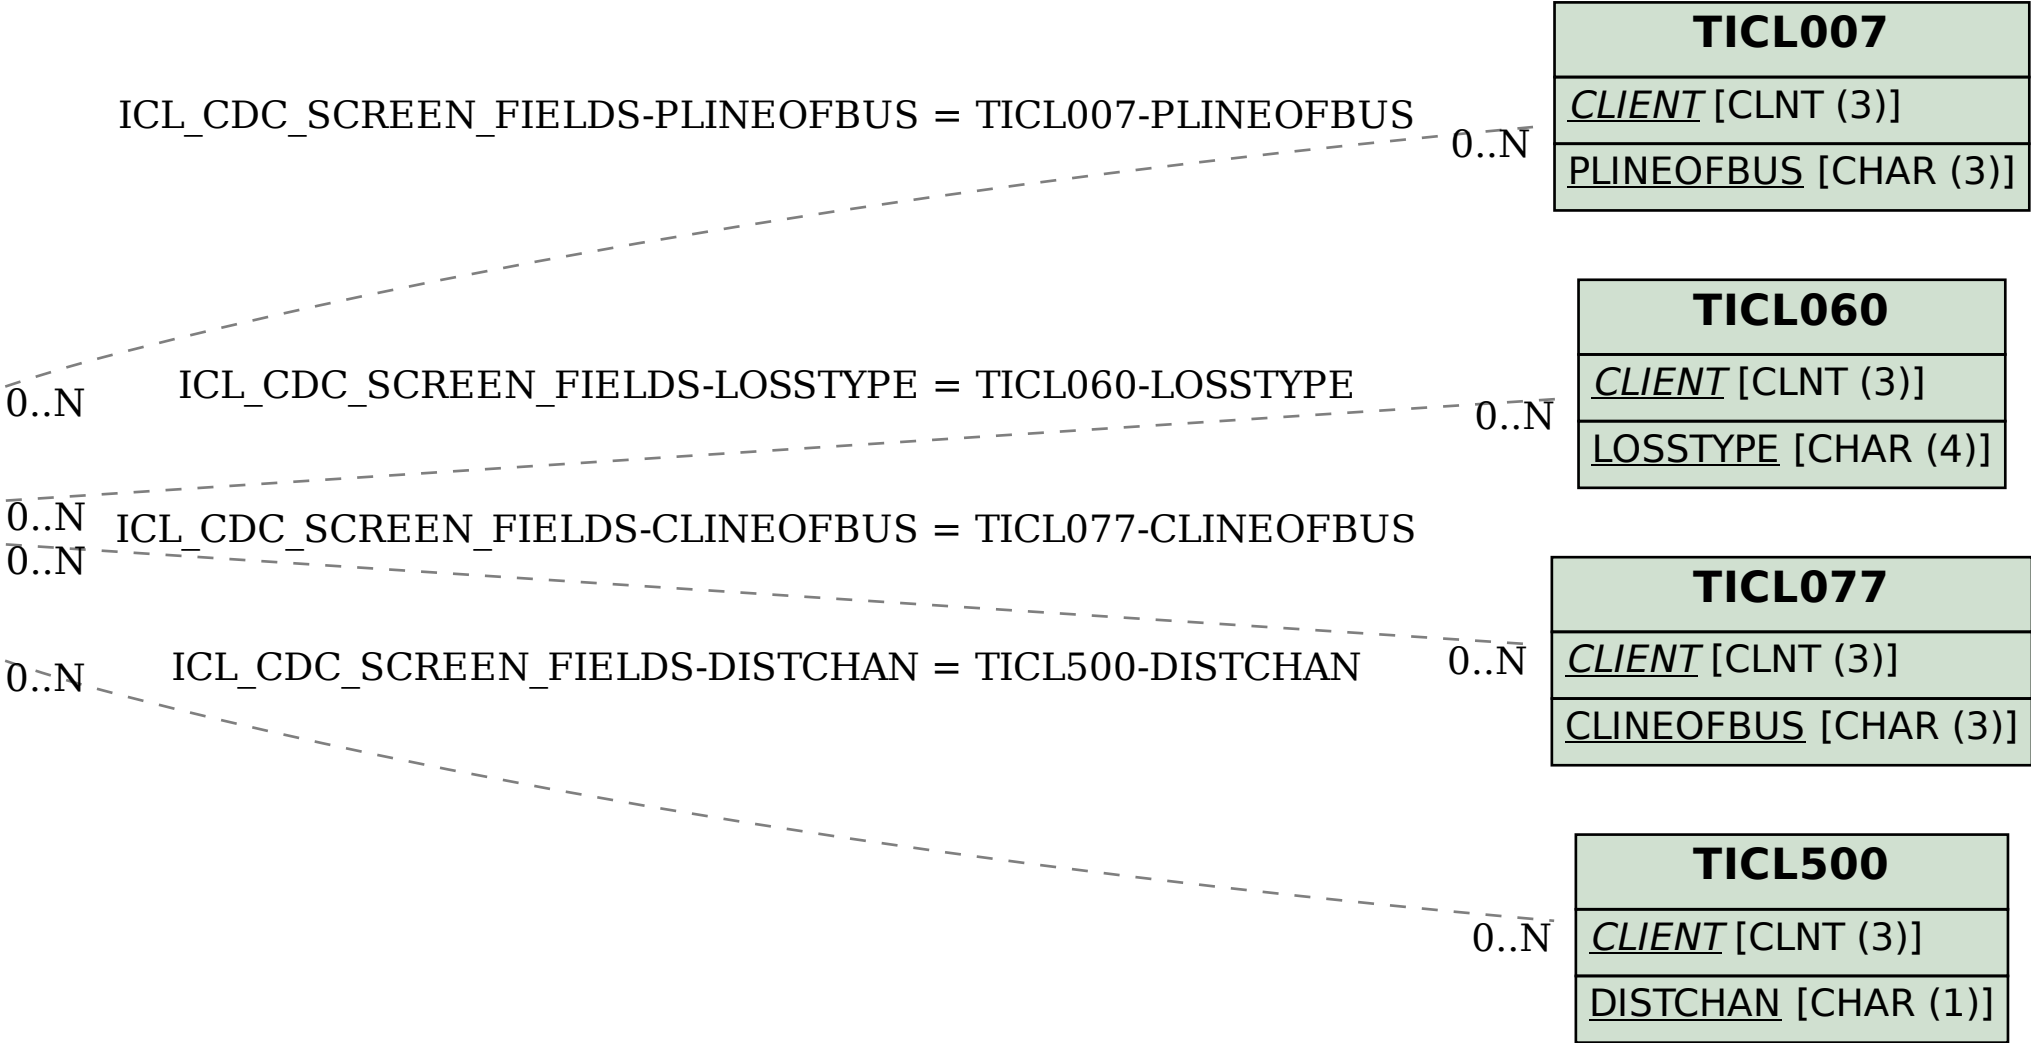 TICL007
CLIENT [CLNT (3)]
PLINEOFBUS [CHAR (3)]
ICL_CDC_SCREEN_FIELDS-PLINEOFBUS = TICL007-PLINEOFBUS
0..N
0..N
TICL060
CLIENT [CLNT (3)]
LOSSTYPE [CHAR (4)]
ICL_CDC_SCREEN_FIELDS-LOSSTYPE = TICL060-LOSSTYPE
0..N
0..N
ICL_CDC_SCREEN_FIELDS-CLINEOFBUS = TICL077-CLINEOFBUS
0..N
0..N
TICL077
CLIENT [CLNT (3)]
CLINEOFBUS [CHAR (3)]
ICL_CDC_SCREEN_FIELDS-DISTCHAN = TICL500-DISTCHAN
0..N
0..N
TICL500
CLIENT [CLNT (3)]
DISTCHAN [CHAR (1)]